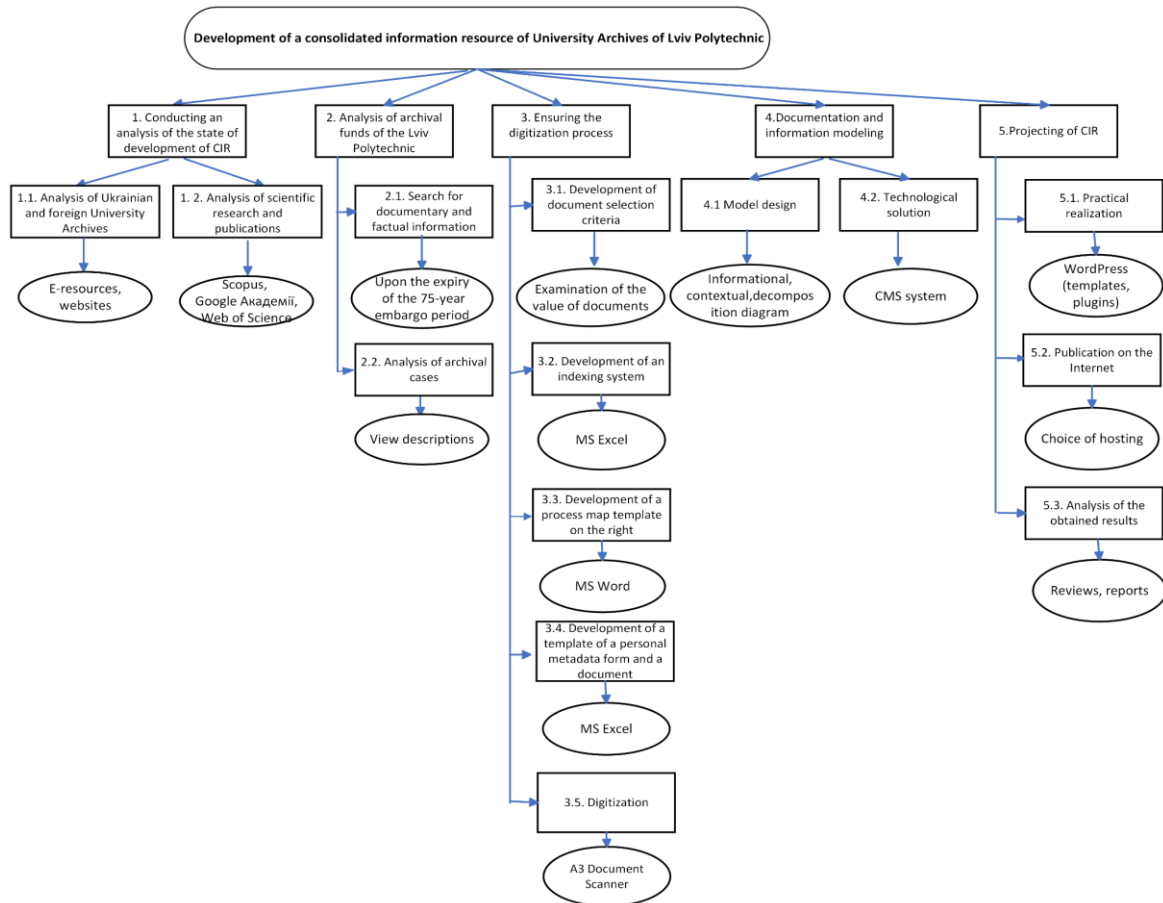 Development of a consolidated information resource of University Archives of Lviv Polytechnic
1. Conducting an
analysis of the state of
development of CIR
2. Analysis of archival
funds of the Lviv
Polytechnic
3. Ensuring the
digitization process
4.Documentation and
information modeling
5.Projecting of CIR
1.1. Analysis of Ukrainian
and foreign University
Archives
1. 2. Analysis of scientific
research and
publications
2.1. Search for
documentary and
factual information
3.1. Development of
document selection
criteria
4.1 Model design
4.2. Technological
solution
5.1. Practical
realization
E-resources,
websites
Scopus,
Google Академії,
Web of Science
Upon the expiry
of the 75-year
embargo period
Examination of the
value of documents
Informational,
contextual,decompos
ition diagram
CMS system
WordPress
(templates,
plugins)
2.2. Analysis of archival
cases
3.2. Development of an
indexing system
5.2. Publication on the
Internet
View descriptions
MS Excel
Choice of hosting
3.3. Development of a
process map template
on the right
5.3. Analysis of the
obtained results
MS Word
Reviews, reports
3.4. Development of a
template of a personal
metadata form and a
document
MS Excel
3.5. Digitization
A3 Document
Scanner